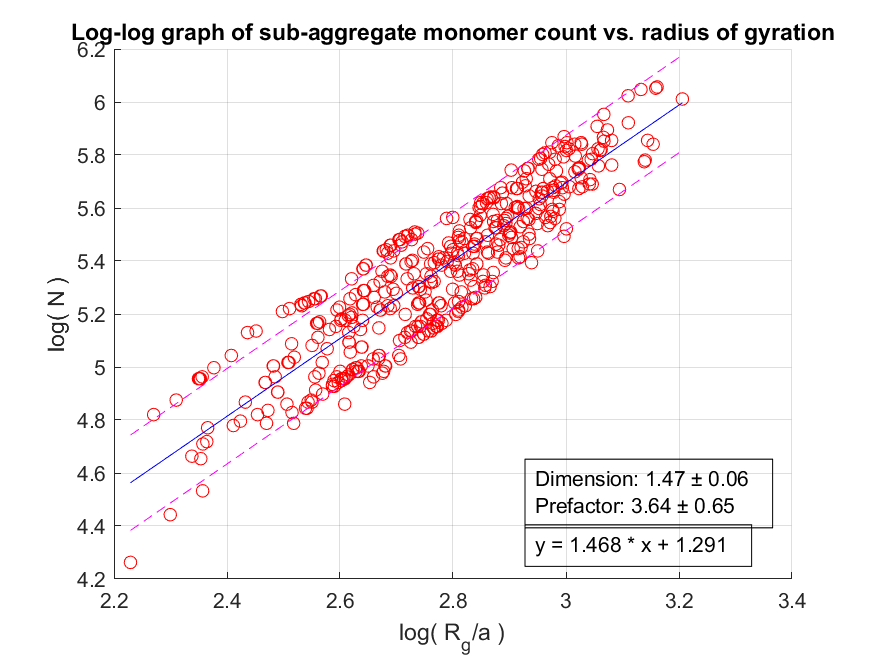 Log-log graph of sub-aggregate monomer count vs. radius of gyration
6.2
6
5.8
5.6
5.4
5.2
5
4.8
4.6
4.4
4.2
log( N )
Dimension: 1.47 ± 0.06
Prefactor: 3.64 ± 0.65
y = 1.468 * x + 1.291
2.2 2.4 2.6 2.8 3 3.2 3.4
log( R_g/a )